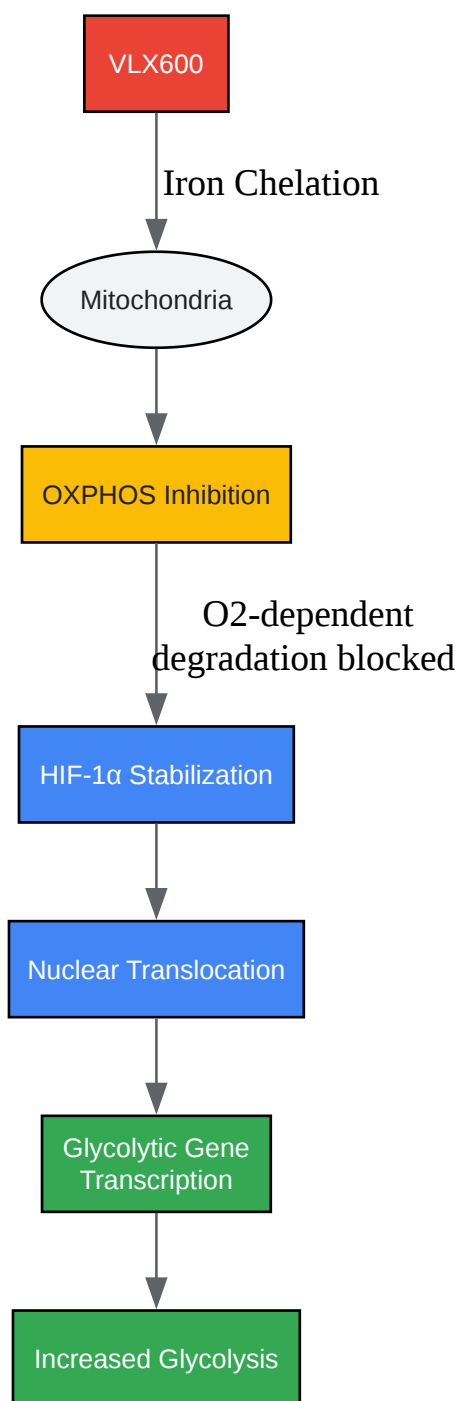 VLX600
Iron Chelation
Mitochondria
OXPHOS Inhibition
O2-dependent
degradation blocked
HIF-1α Stabilization
Nuclear Translocation
Glycolytic Gene
Transcription
Increased Glycolysis